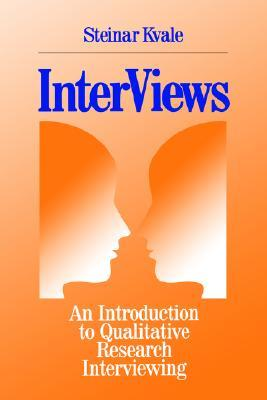 Steinar Kvale
InterViews
An Introduction
to Qualitative
Research
Interviewing